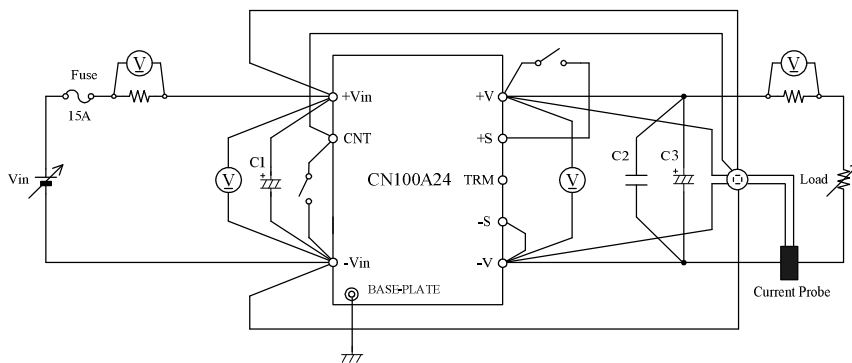 V
V
Fuse
15A
+Vin
+V
CNT
+S
C1
C2
C3
+
+
V
CN100A24
TRM
V
Vin
Load
-S
-Vin
-V
BASE-PLATE
Current Probe